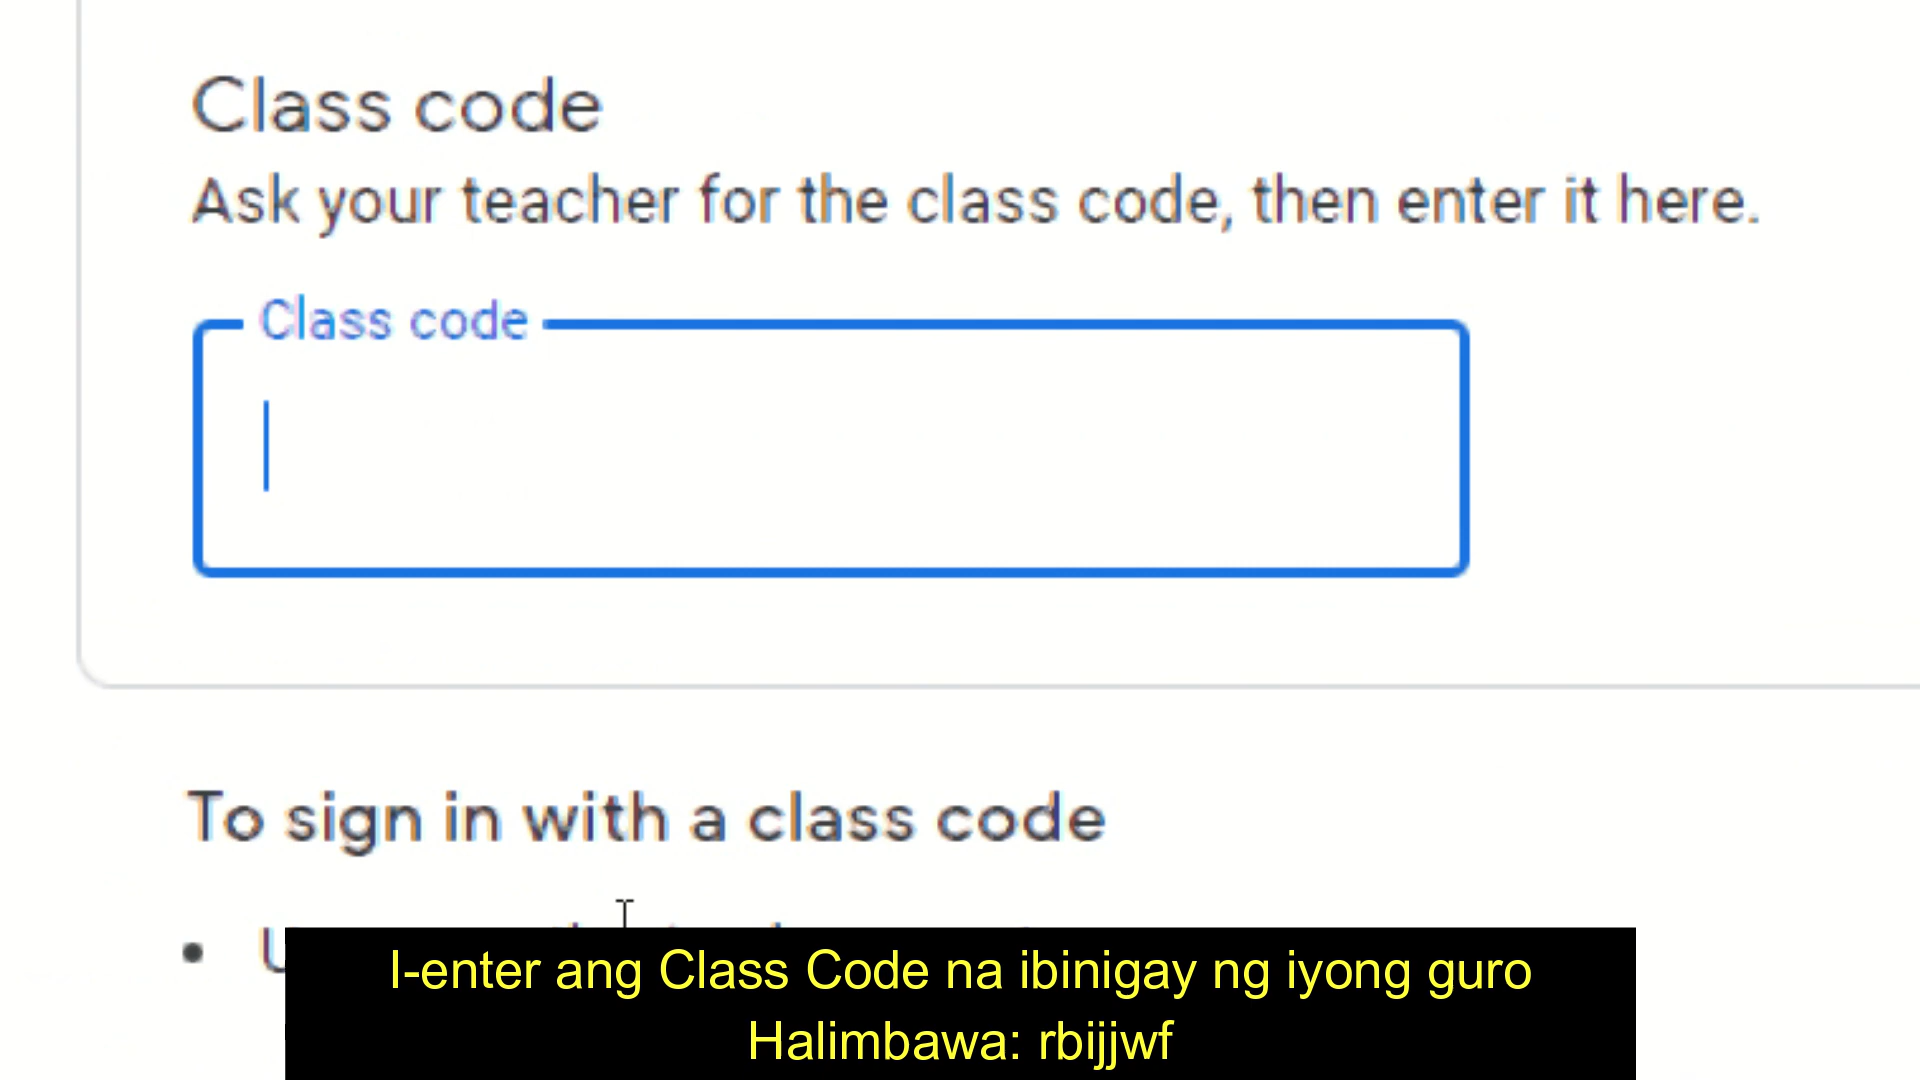 Class code
Ask your teacher for the class code, then enter it here.
Class code
To sign in with a class code
I-enter ang Class Code na ibinigay ng iyong guro
Halimbawa: rbijjwf